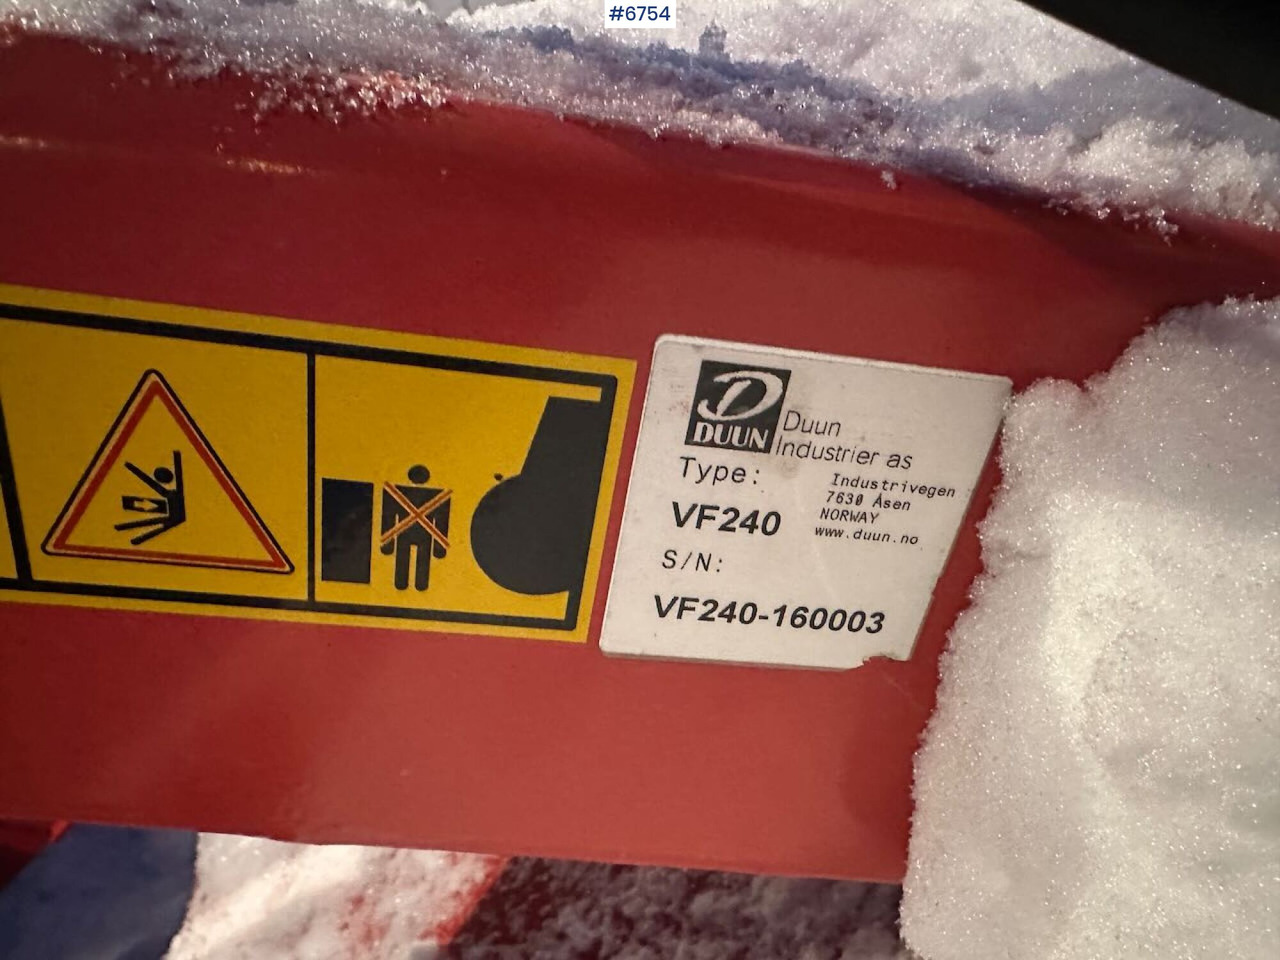 #6754
DUUN
Duun
Industrier as
Type:
VF240
Industrivegen
7630 Åsen
NORWAY
www.duun.no
S/N:
VF240-160003